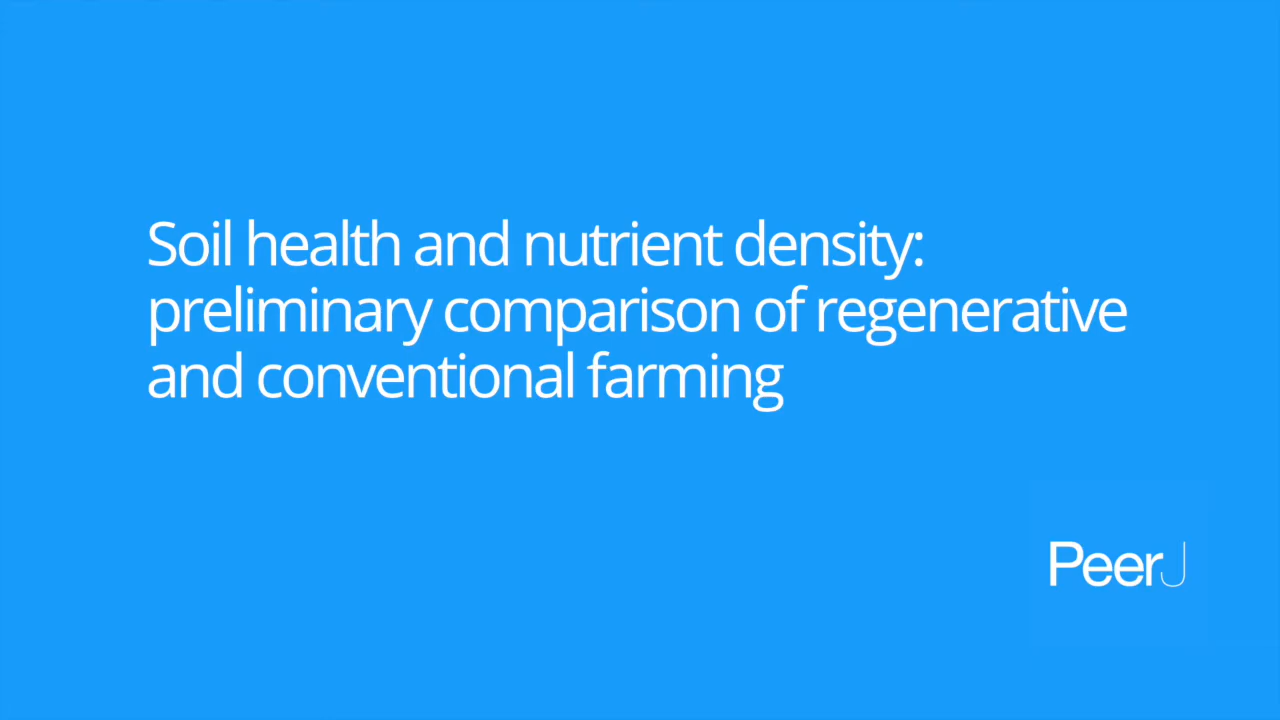 Soil health and nutrient density:
preliminary comparison of regenerative
and conventional farming
PeerJ